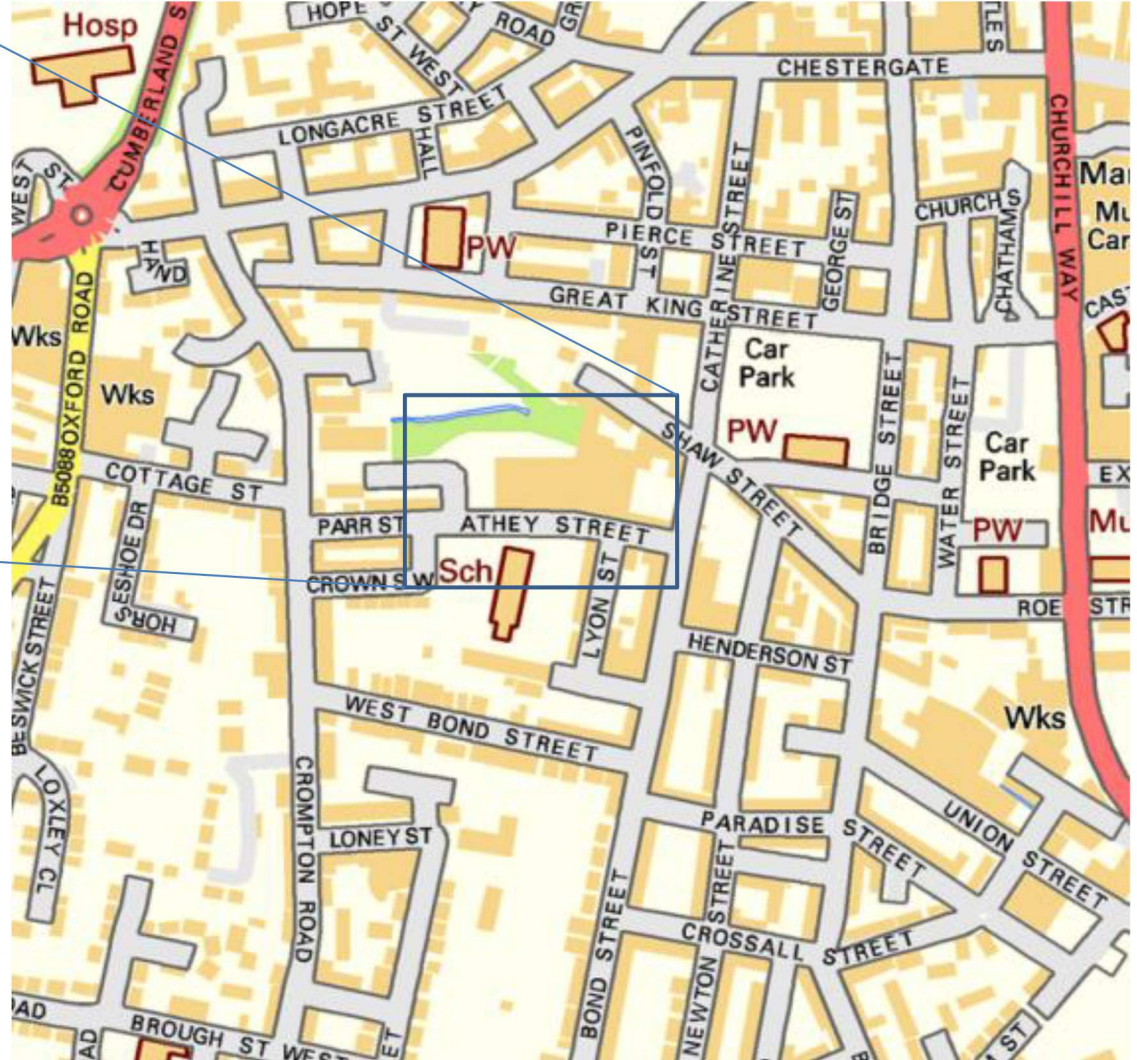 HOPE
ST WEST
ROAD
GR
Hosp
CUMBERLAND S
CHESTERGATE
LONGACRE STREET
HALL
PINFOLD ST
CHURCHILL WAY
WEST ST
Mar
Mu
Car
CHURCH S
CHATHAM S
PW
PIERCE STREET
GEORGE ST
CATHERINE STREET
HAND
GREAT KING STREET
CAST
Wks
B5088 OXFORD ROAD
Wks
Car
Park
PW
SHAW STREET
BRIDGE STREET
WATER STREET
Car
Park
COTTAGE ST
EX
PARR ST
ATHEY STREET
PW
Mu
CROWN S W
Sch
LYON ST
HORSESHOE DR
ROE STR
BESWICK STREET
HENDERSON ST
WEST BOND STREET
Wks
LOXLEY CL
CROMPTON ROAD
LONEY ST
PARADISE STREET
UNION STREET
BOND STREET
NEWTON STREET
CROSSALL STREET
OAD
AD
BROUGH ST WEST
ET
ST